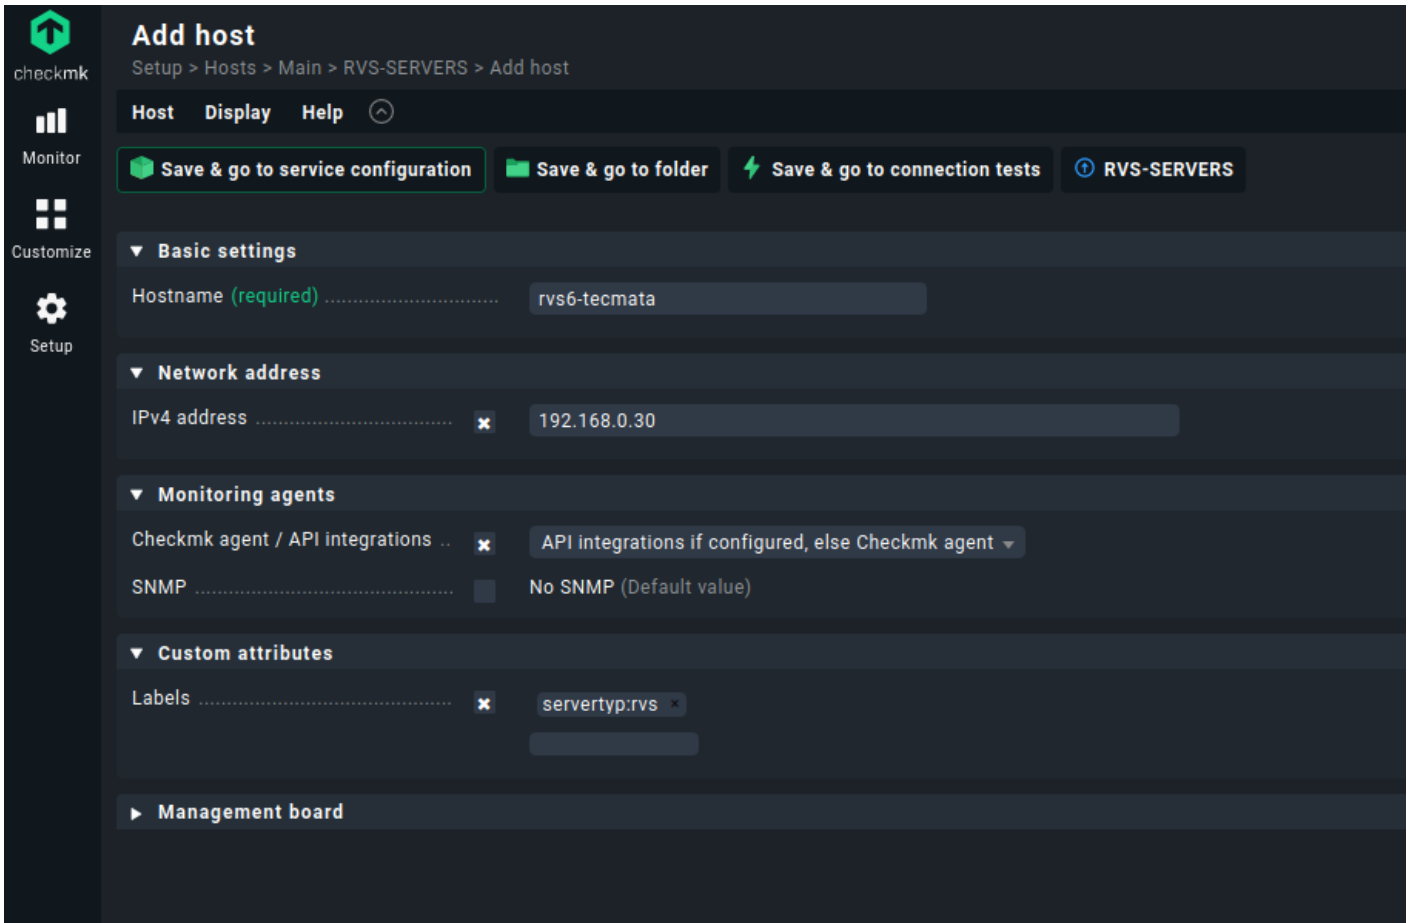 checkmk
Monitor
Customize
Setup
Add host
Setup > Hosts > Main > RVS-SERVERS > Add host
Host Display Help
Save & go to service configuration Save & go to folder Save & go to connection tests RVS-SERVERS
Basic settings
Hostname (required) rvs6-tecmata
Network address
IPv4 address 192.168.0.30
Monitoring agents
Checkmk agent / API integrations API integrations if configured, else Checkmk agent
SNMP No SNMP (Default value)
Custom attributes
Labels servertyp:rvs
Management board